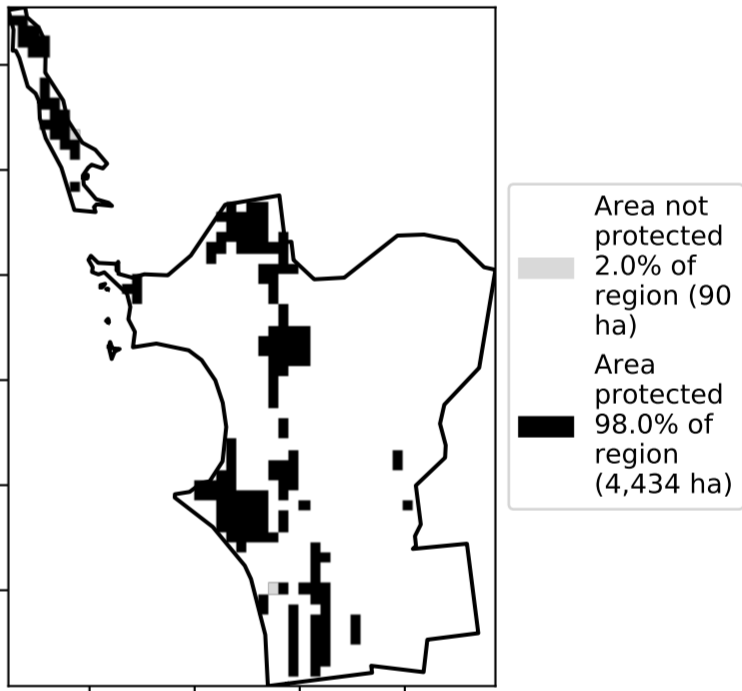 Area not
protected
2.0% of
region (90
ha)
Area
protected
98.0% of
region
(4,434 ha)